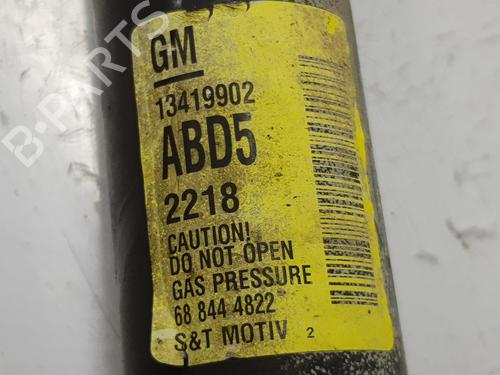 B-PARTS
GM
13419902
ABD5
2218
CAUTION!
DO NOT OPEN
GAS PRESSURE
68 844 4822
S&T MOTIV 2